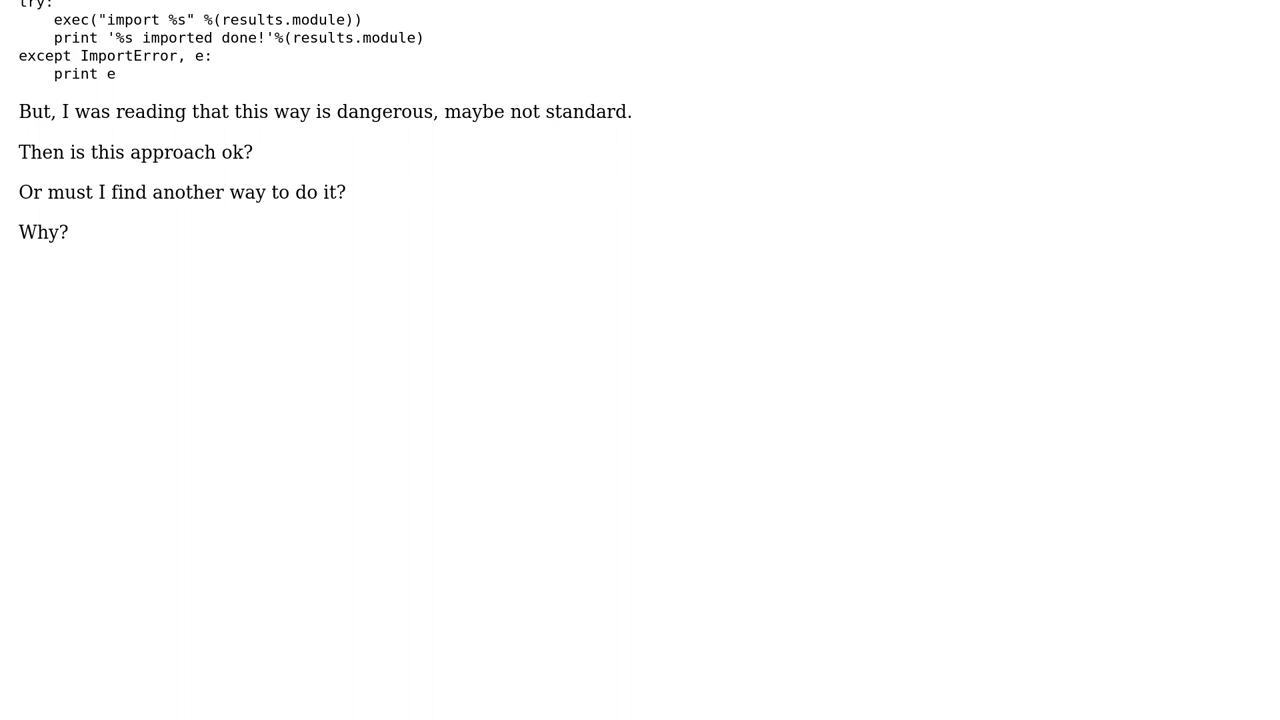 try:
    exec("import %s" %(results.module))
    print '%s imported done!'%(results.module)
except ImportError, e:
    print e
But, I was reading that this way is dangerous, maybe not standard.
Then is this approach ok?
Or must I find another way to do it?
Why?